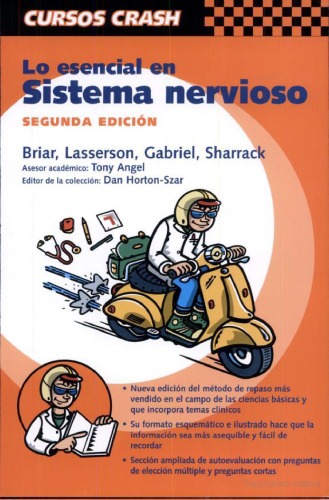 CURSOS CRASH
Lo esencial en
Sistema nervioso
SEGUNDA EDICIÓN
Briar, Lasserson, Gabriel, Sharrack
Asesor académico: Tony Angel
Editor de la colección: Dan Horton-Szar
• Nueva edición del método de repaso más
vendido en el campo de las ciencias básicas y
que incorpora temas clínicos
• Su formato esquemático e ilustrado hace que la
información sea más asequible y fácil de
recordar
• Sección ampliada de autoevaluación con preguntas
de elección múltiple y preguntas cortas